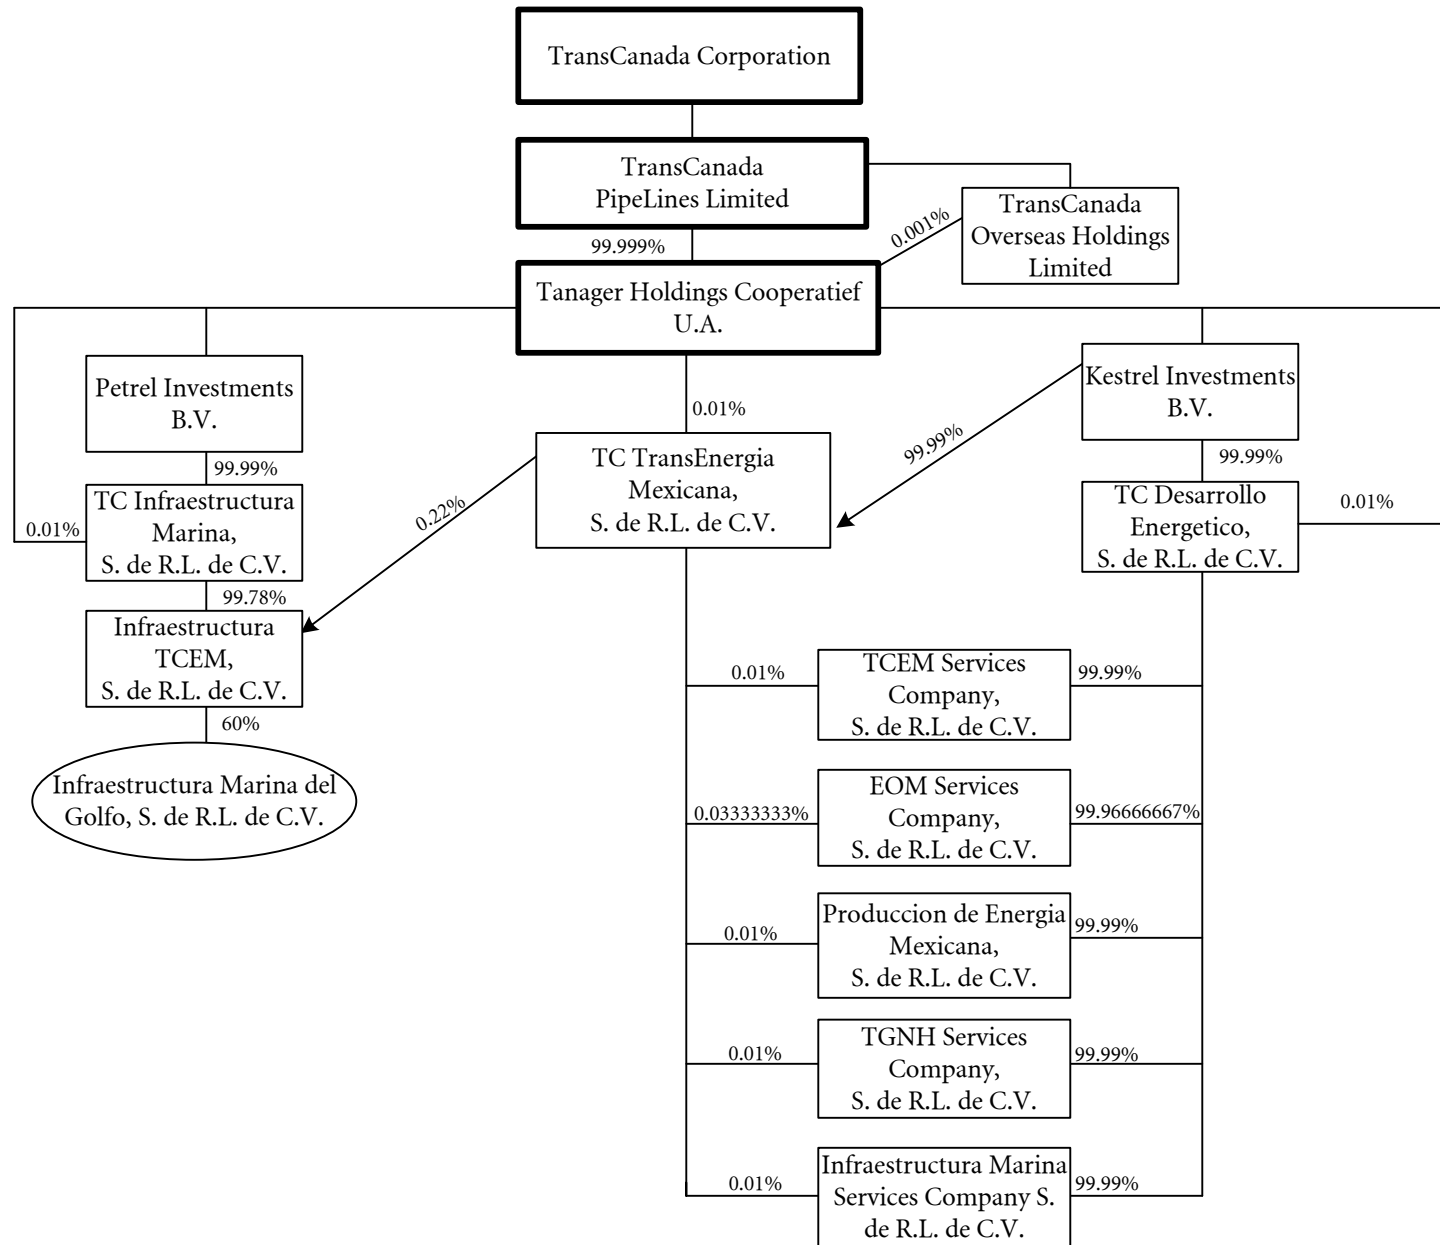 TransCanada Corporation
TransCanada
PipeLines Limited
TransCanada
Overseas Holdings
Limited
0.001%
99.999%
Tanager Holdings Cooperatief
U.A.
Petrel Investments
B.V.
Kestrel Investments
B.V.
0.01%
99.99%
99.99%
99.99%
TC Infraestructura
Marina,
S. de R.L. de C.V.
0.01%
TC TransEnergia
Mexicana,
S. de R.L. de C.V.
0.22%
TC Desarrollo
Energetico,
S. de R.L. de C.V.
0.01%
99.78%
Infraestructura
TCEM,
S. de R.L. de C.V.
60%
Infraestructura Marina del
Golfo, S. de R.L. de C.V.
0.01%
TCEM Services
Company,
S. de R.L. de C.V.
99.99%
0.03333333%
EOM Services
Company,
S. de R.L. de C.V.
99.96666667%
0.01%
Produccion de Energia
Mexicana,
S. de R.L. de C.V.
99.99%
0.01%
TGNH Services
Company,
S. de R.L. de C.V.
99.99%
0.01%
Infraestructura Marina
Services Company S.
de R.L. de C.V.
99.99%